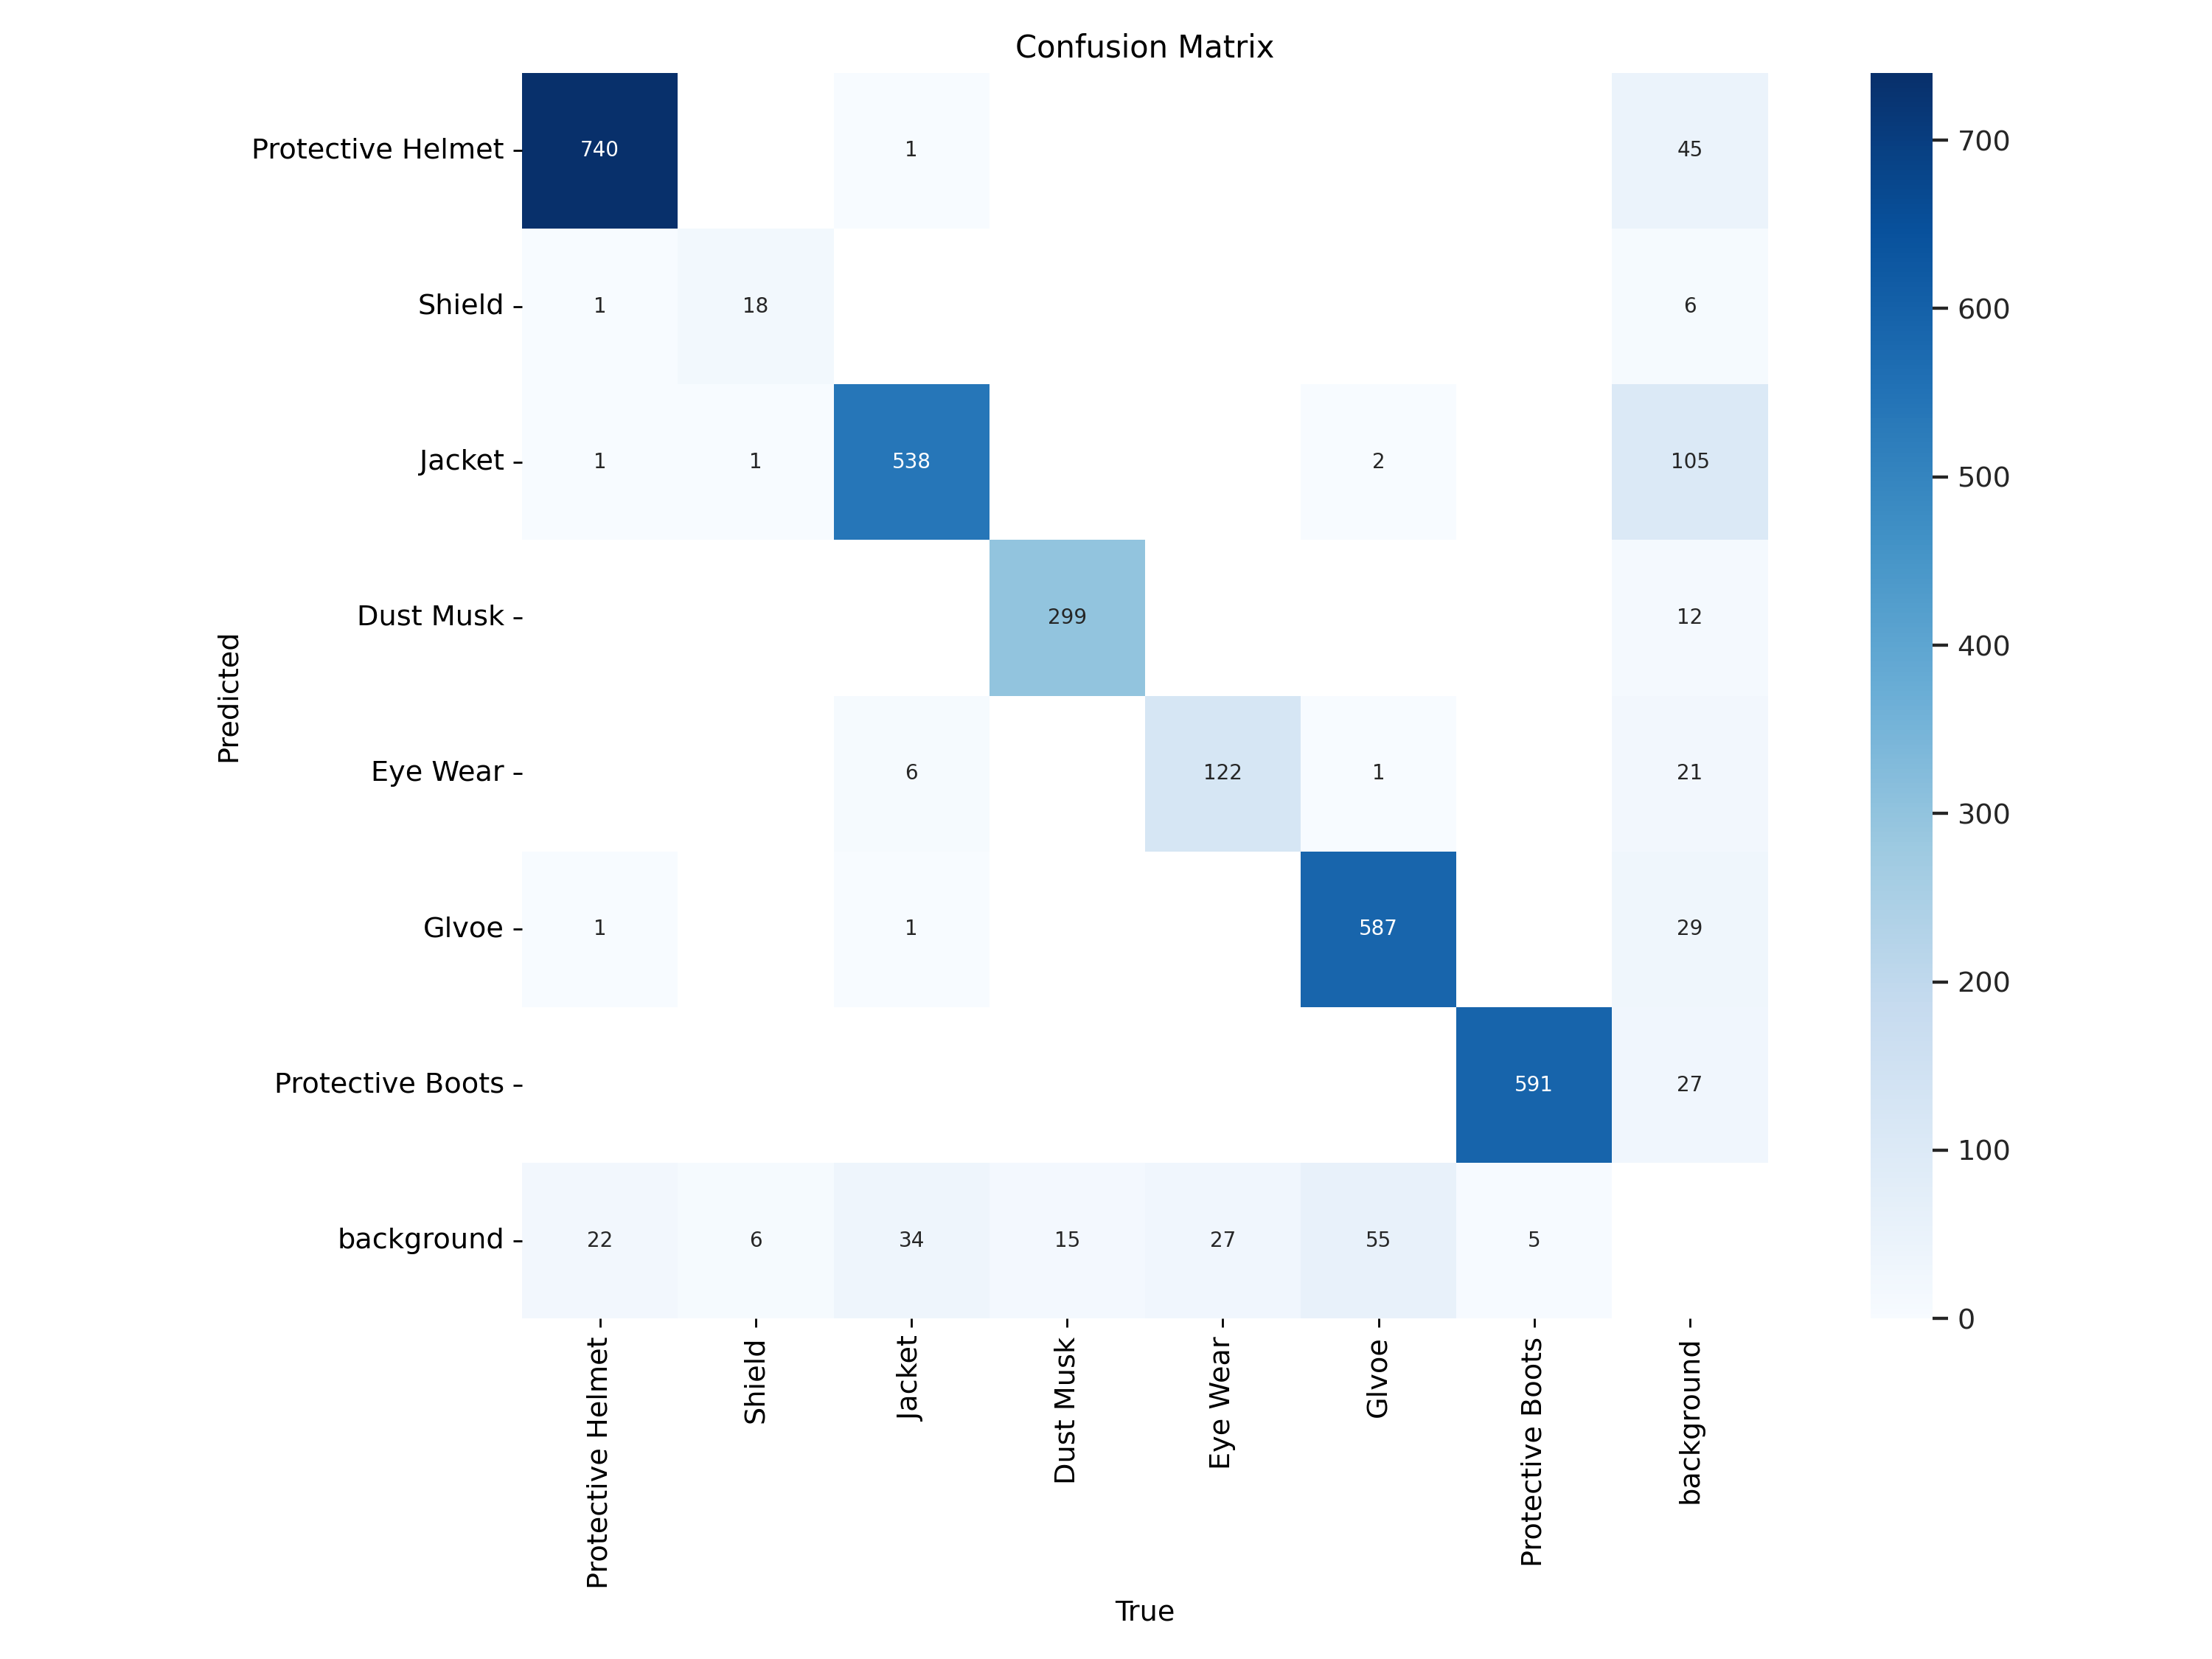 Confusion Matrix
Protective Helmet 740 1 45
Shield 1 18 6
Jacket 1 1 538 2 105
Dust Musk 299 12
Eye Wear 6 122 1 21
Glvoe 1 1 587 29
Protective Boots 591 27
background 22 6 34 15 27 55 5
Predicted
Protective Helmet
Shield
Jacket
Dust Musk
Eye Wear
Glvoe
Protective Boots
background
True
700
600
500
400
300
200
100
0